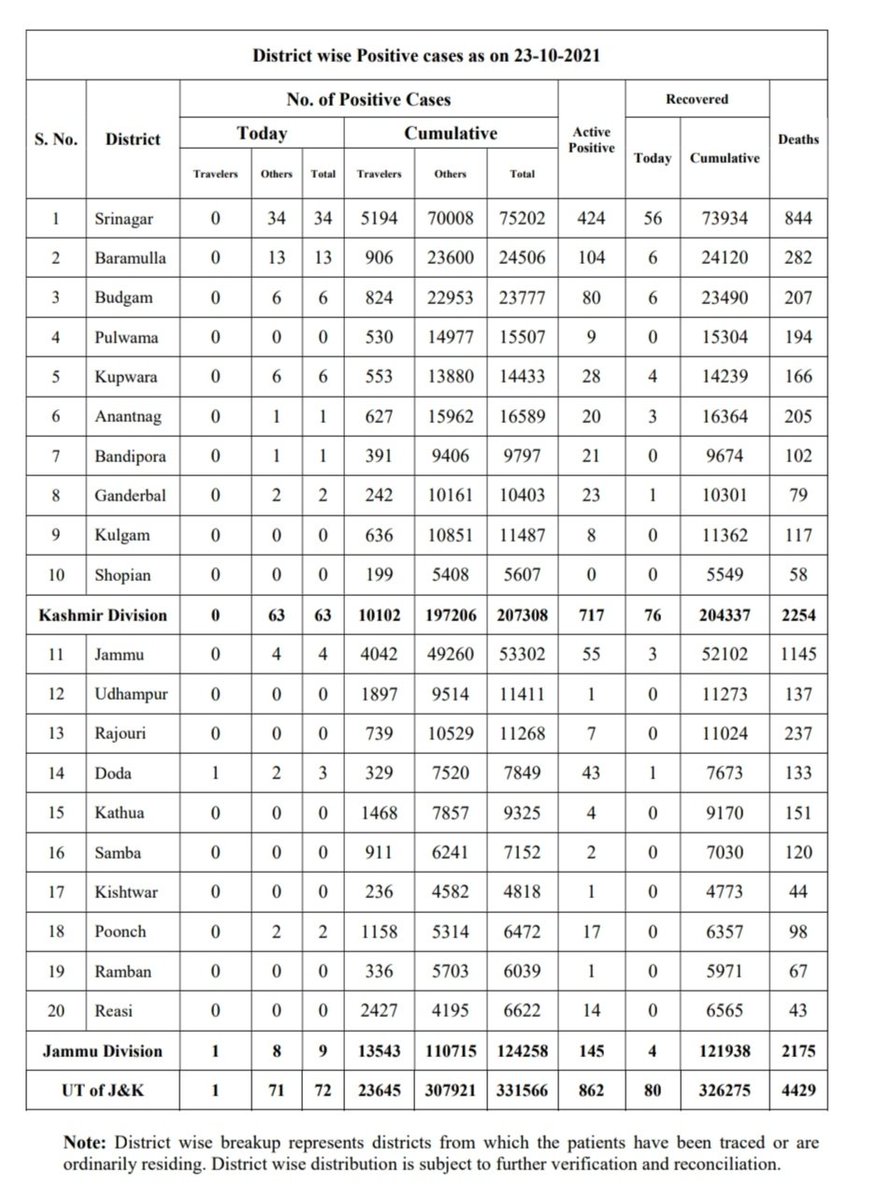 District wise Positive cases as on 23-10-2021
S. No. District No. of Positive Cases Active Positive Recovered Deaths
Today Cumulative Today Cumulative
Travelers Others Total Travelers Others Total
1 Srinagar 0 34 34 5194 70008 75202 424 56 73934 844
2 Baramulla 0 13 13 906 23600 24506 104 6 24120 282
3 Budgam 0 6 6 824 22953 23777 80 6 23490 207
4 Pulwama 0 0 0 530 14977 15507 9 0 15304 194
5 Kupwara 0 6 6 553 13880 14433 28 4 14239 166
6 Anantnag 0 1 1 627 15962 16589 20 3 16364 205
7 Bandipora 0 1 1 391 9406 9797 21 0 9674 102
8 Ganderbal 0 2 2 242 10161 10403 23 1 10301 79
9 Kulgam 0 0 0 636 10851 11487 8 0 11362 117
10 Shopian 0 0 0 199 5408 5607 0 0 5549 58
Kashmir Division 0 63 63 10102 197206 207308 717 76 204337 2254
11 Jammu 0 4 4 4042 49260 53302 55 3 52102 1145
12 Udhampur 0 0 0 1897 9514 11411 1 0 11273 137
13 Rajouri 0 0 0 739 10529 11268 7 0 11024 237
14 Doda 1 2 3 329 7520 7849 43 1 7673 133
15 Kathua 0 0 0 1468 7857 9325 4 0 9170 151
16 Samba 0 0 0 911 6241 7152 2 0 7030 120
17 Kishtwar 0 0 0 236 4582 4818 1 0 4773 44
18 Poonch 0 2 2 1158 5314 6472 17 0 6357 98
19 Ramban 0 0 0 336 5703 6039 1 0 5971 67
20 Reasi 0 0 0 2427 4195 6622 14 0 6565 43
Jammu Division 1 8 9 13543 110715 124258 145 4 121938 2175
UT of J&K 1 71 72 23645 307921 331566 862 80 326275 4429
Note: District wise breakup represents districts from which the patients have been traced or are
ordinarily residing. District wise distribution is subject to further verification and reconciliation.